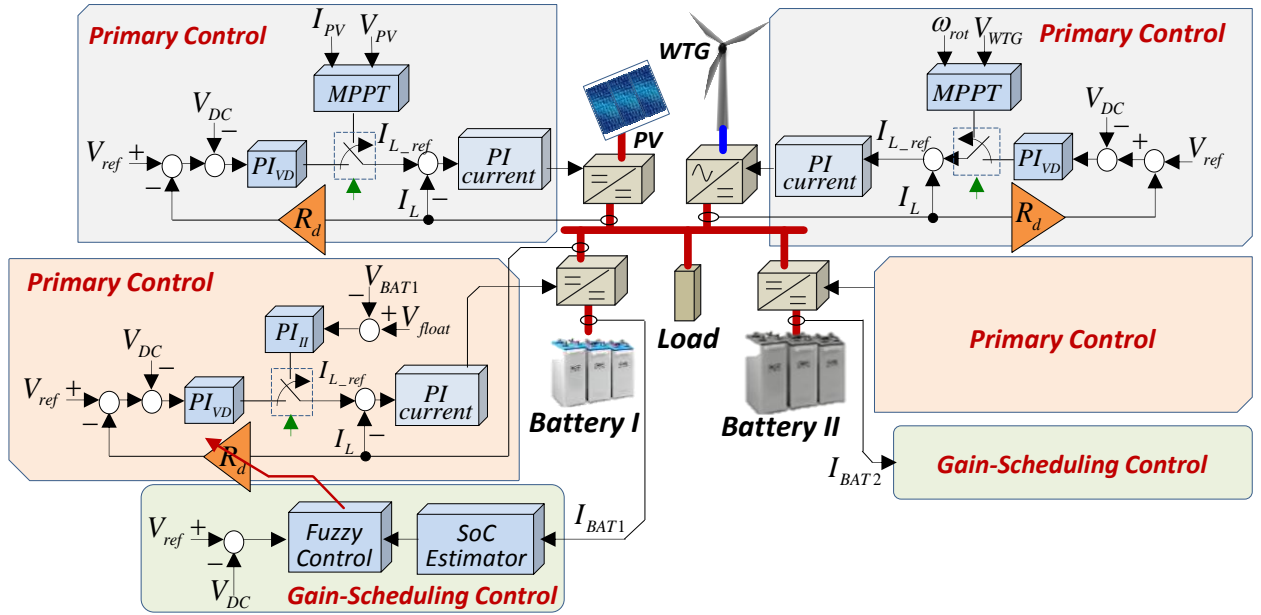 Primary Control
I_PV
V_PV
MPPT
V_DC
−
V_ref
+
−
PI_VD
I_L_ref
PI
current
I_L
−
R_d
PV
WTG
Primary Control
ω_rot
V_WTG
MPPT
V_DC
−
I_L_ref
PI
current
PI_VD
+
V_ref
−
I_L
R_d
Primary Control
V_BAT1
−
+
V_float
PI_II
V_DC
−
V_ref
+
−
PI_VD
I_L_ref
PI
current
I_L
−
R_d
Battery I
Load
Battery II
Primary Control
I_BAT2
Gain-Scheduling Control
I_BAT1
V_ref
+
−
V_DC
Fuzzy
Control
SoC
Estimator
Gain-Scheduling Control